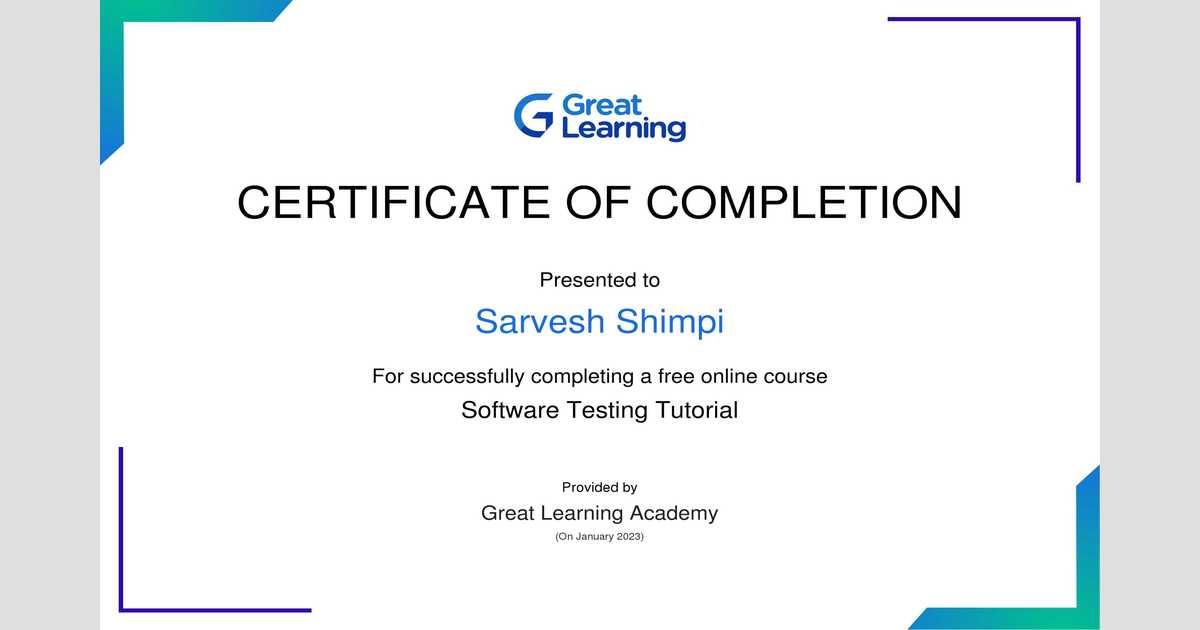 Great
Learning
CERTIFICATE OF COMPLETION
Presented to
Sarvesh Shimpi
For successfully completing a free online course
Software Testing Tutorial
Provided by
Great Learning Academy
(On January 2023)